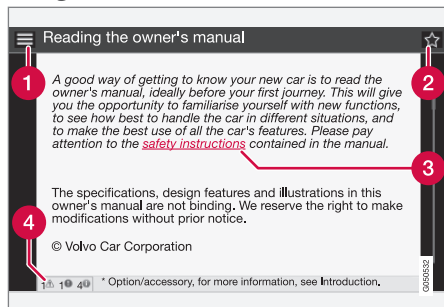 Reading the owner's manual
1
2
A good way of getting to know your new car is to read the
owner's manual, ideally before your first journey. This will give
you the opportunity to familiarise yourself with new functions,
to see how best to handle the car in different situations, and
to make the best use of all the car's features. Please pay
attention to the safety instructions contained in the manual.
3
The specifications, design features and illustrations in this
owner's manual are not binding. We reserve the right to make
modifications without prior notice.
4
© Volvo Car Corporation
1 1 4 * Option/accessory, for more information, see Introduction.
G050532